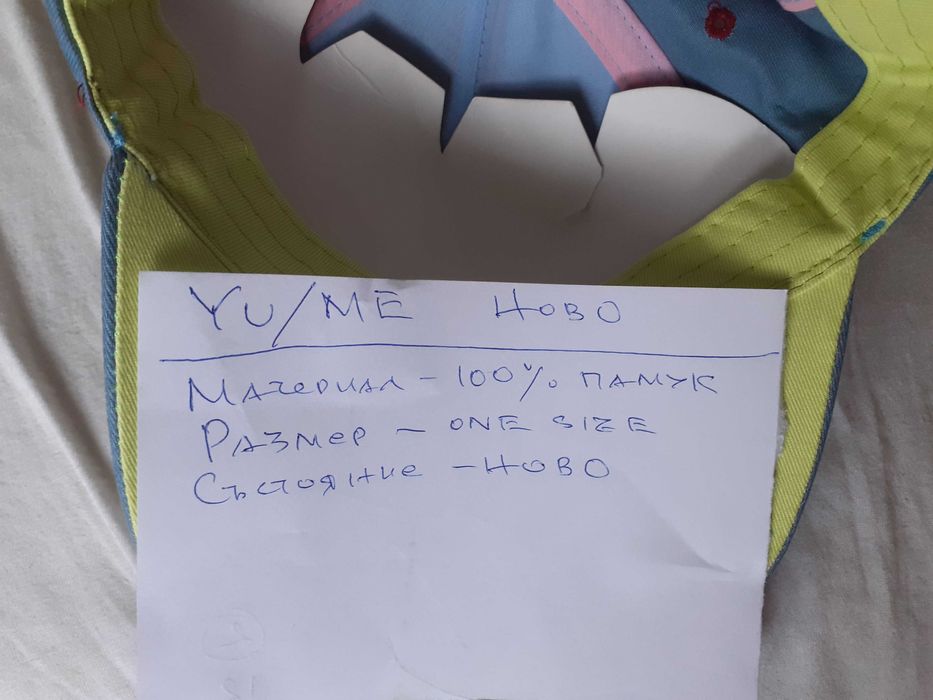 YU/ME НОВО
МАТЕРИАЛ - 100% ПАМУК
РАЗМЕР - ONE SIZE
СЪСТОЯНИЕ - НОВО